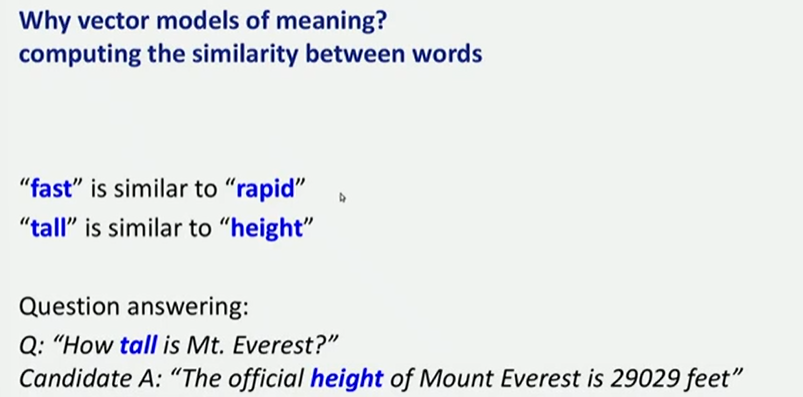 Why vector models of meaning?
computing the similarity between words
“fast” is similar to “rapid”
“tall” is similar to “height”
Question answering:
Q: “How tall is Mt. Everest?”
Candidate A: “The official height of Mount Everest is 29029 feet”